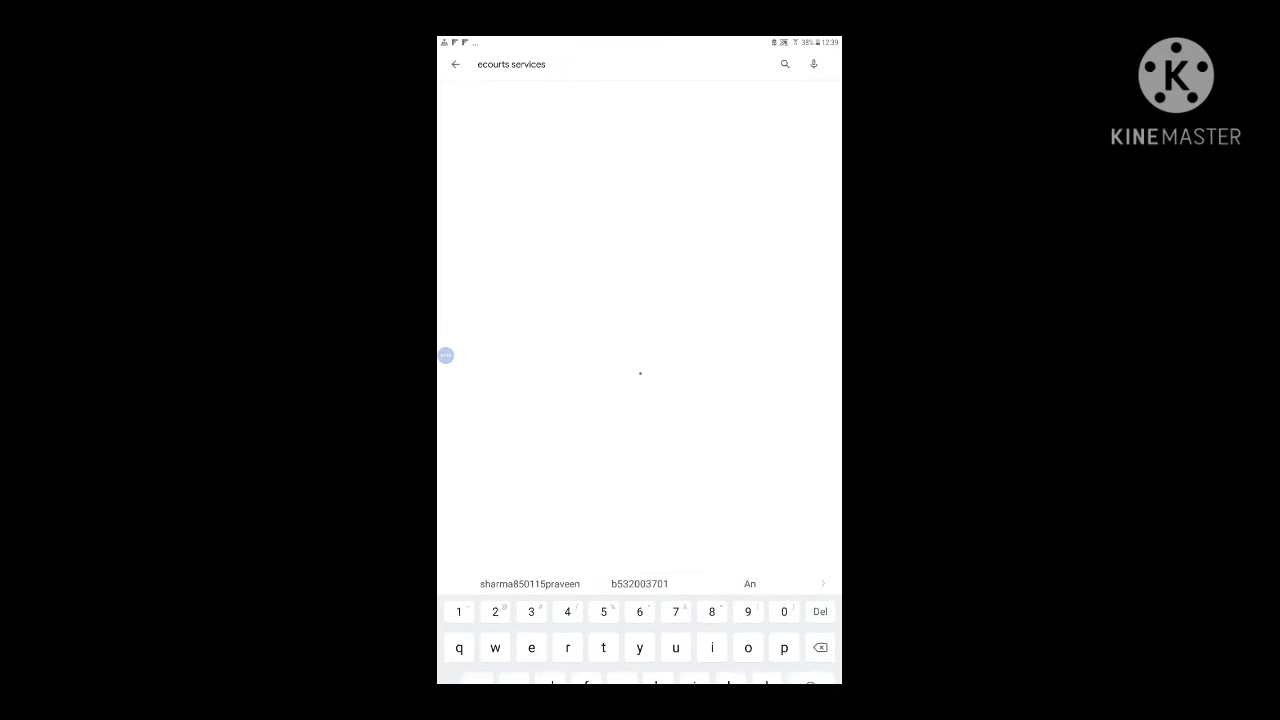 38% 12:39
ecourts services
KINEMASTER
sharma850115praveen b532003701 An
1 2 3 4 5 6 7 8 9 0 Del
q w e r t y u i o p